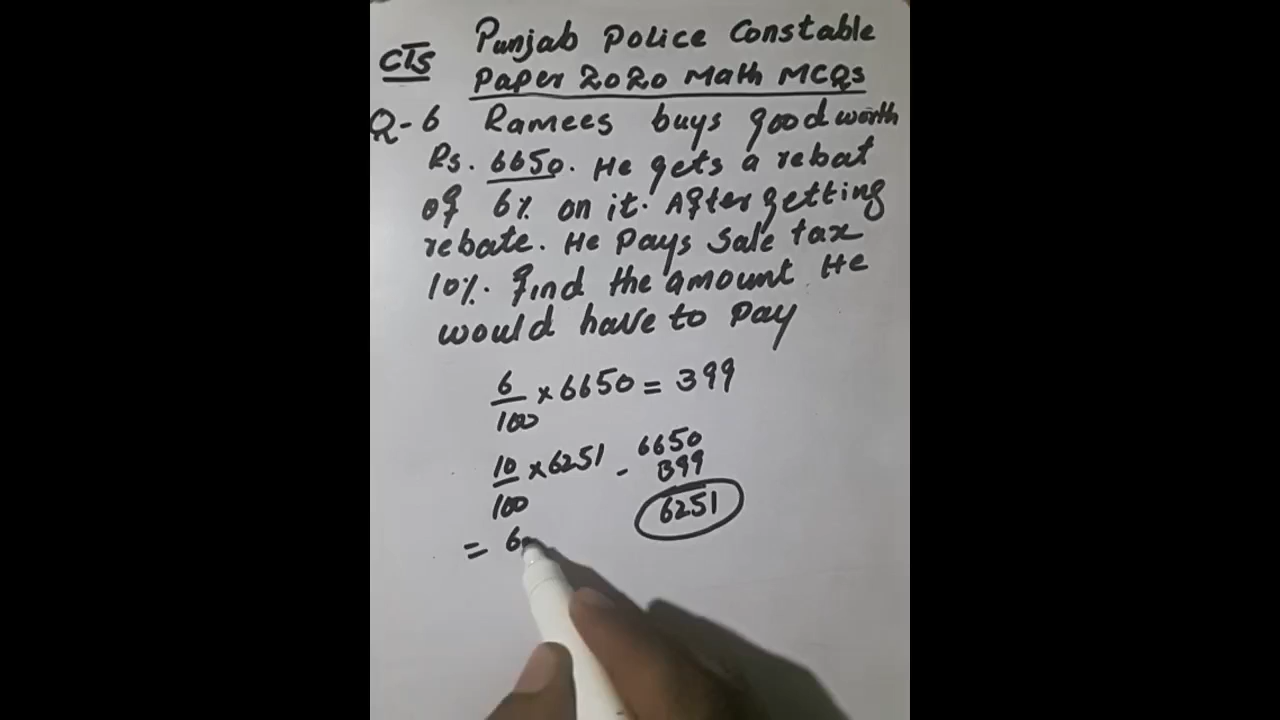 CTS Punjab Police Constable
Paper 2020 Math MCQs
Q-6 Ramees buys good worth
Rs. 6650. He gets a rebat
of 6% on it. After getting
rebate. He Pays Sale tax
10%. find the amount He
would have to Pay
6/100 × 6650 = 399
10/100 × 6251 - 6650
399
6251
= 6